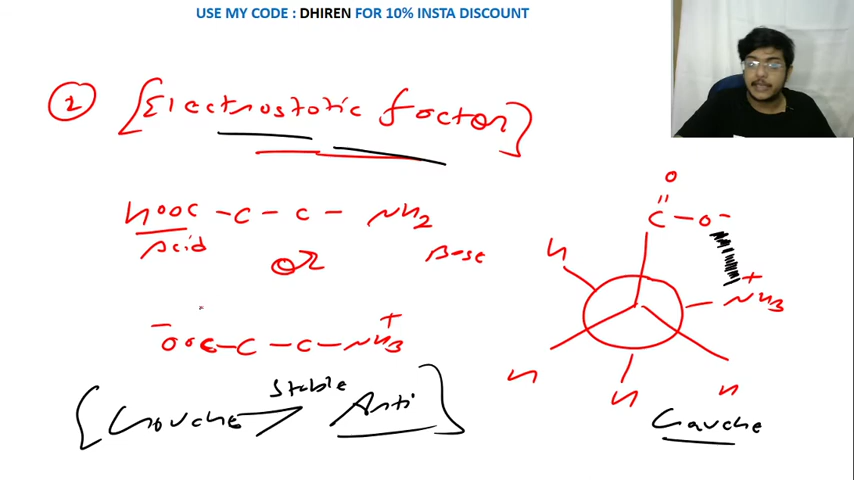 USE MY CODE : DHIREN FOR 10% INSTA DISCOUNT
2 [Electrostatic factor]
HOOC - C - C - NH2
Acid
Base
OR
- +
OOC - C - C - NH3
[Gauche > Stable Anti]
O
C - O -
H
+
NH3
H
H
H
Gauche